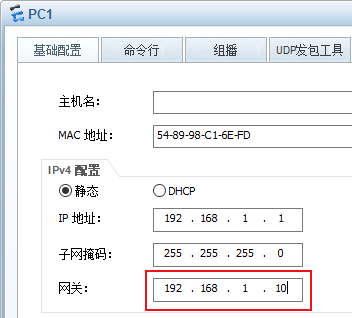 PC1
基础配置 命令行 组播 UDP发包工具
主机名:
MAC 地址: 54-89-98-C1-6E-FD
IPv4 配置
静态 DHCP
IP 地址: 192 . 168 . 1 . 1
子网掩码: 255 . 255 . 255 . 0
网关: 192 . 168 . 1 . 10